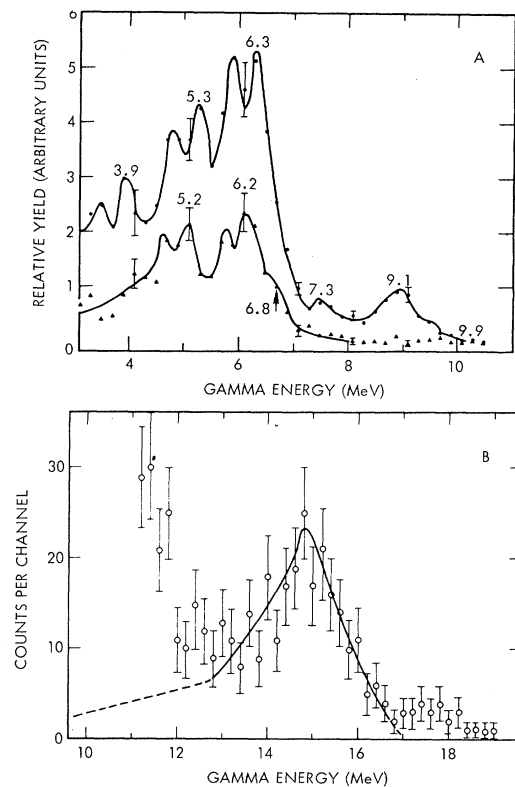 A
6
5
4
3
2
1
0
RELATIVE YIELD (ARBITRARY UNITS)
6.3
5.3
3.9
5.2
6.2
6.8
7.3
9.1
9.9
4 6 8 10
GAMMA ENERGY (MeV)
B
30
20
10
0
COUNTS PER CHANNEL
10 12 14 16 18
GAMMA ENERGY (MeV)